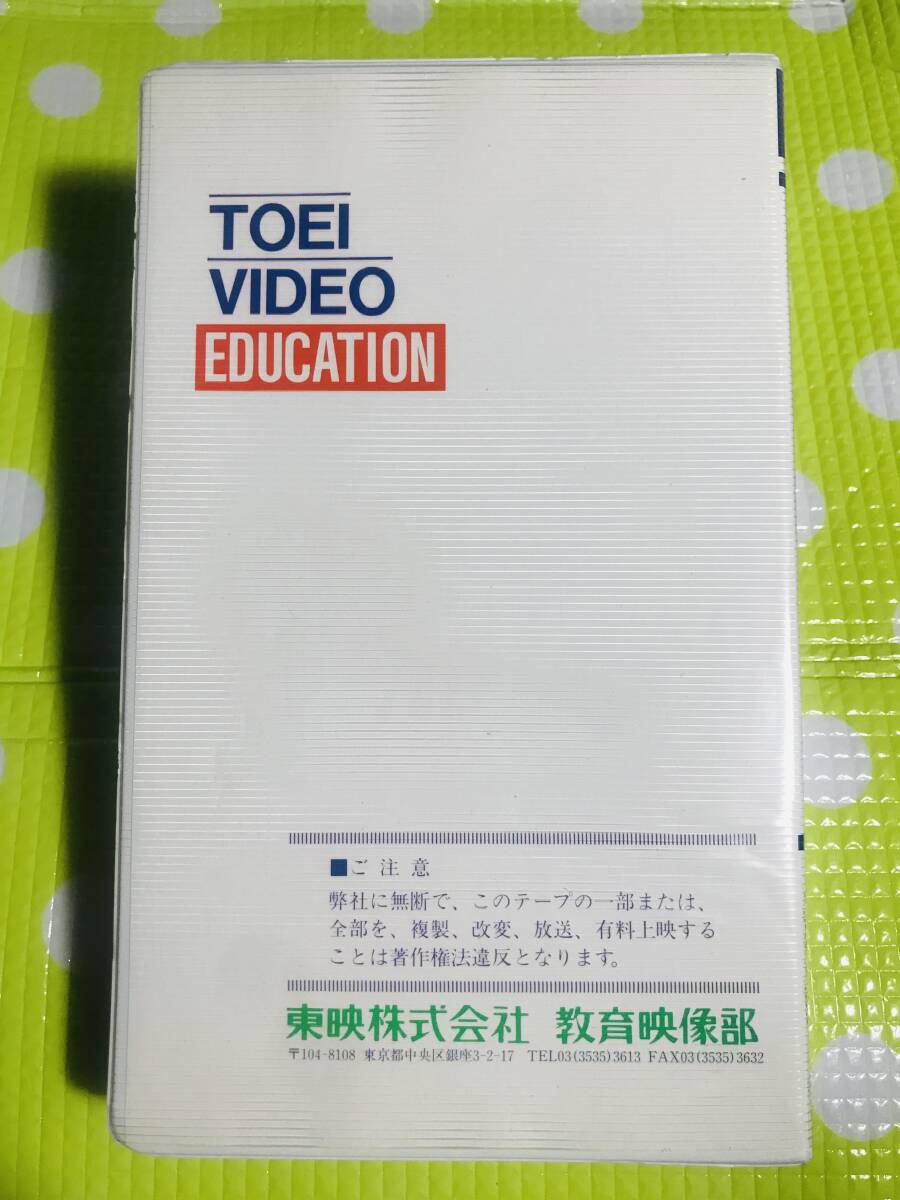 TOEI
VIDEO
EDUCATION
■ご注意
弊社に無断で、このテープの一部または、
全部を、複製、改変、放送、有料上映する
ことは著作権法違反となります。
東映株式会社 教育映像部
〒104-8108 東京都中央区銀座3-2-17 TEL03(3535)3613 FAX03(3535)3632